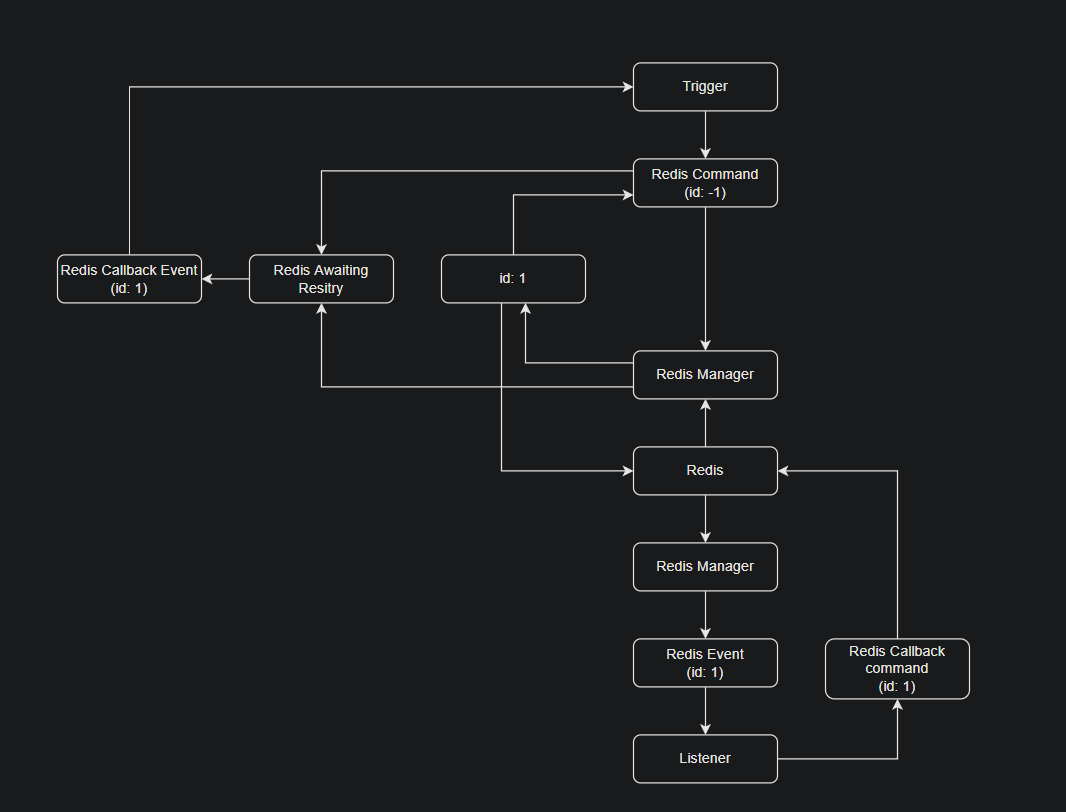 Trigger
Redis Command
(id: -1)
Redis Callback Event
(id: 1)
Redis Awaiting
Resitry
id: 1
Redis Manager
Redis
Redis Manager
Redis Event
(id: 1)
Redis Callback
command
(id: 1)
Listener